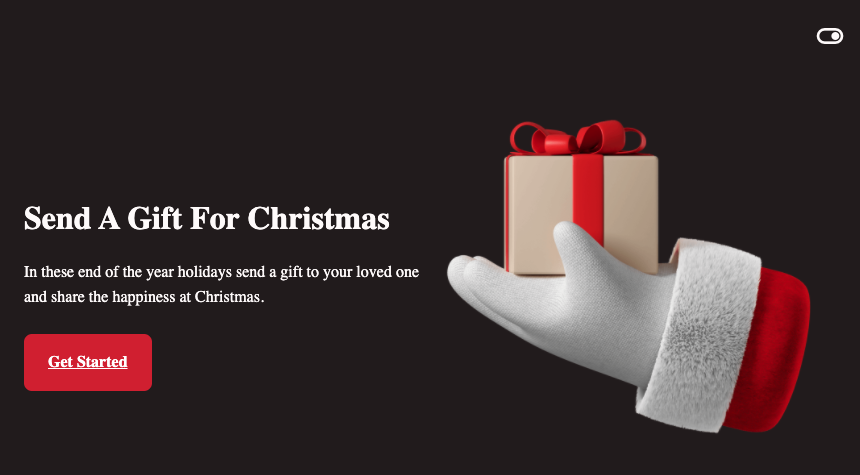 Send A Gift For Christmas
In these end of the year holidays send a gift to your loved one
and share the happiness at Christmas.
Get Started